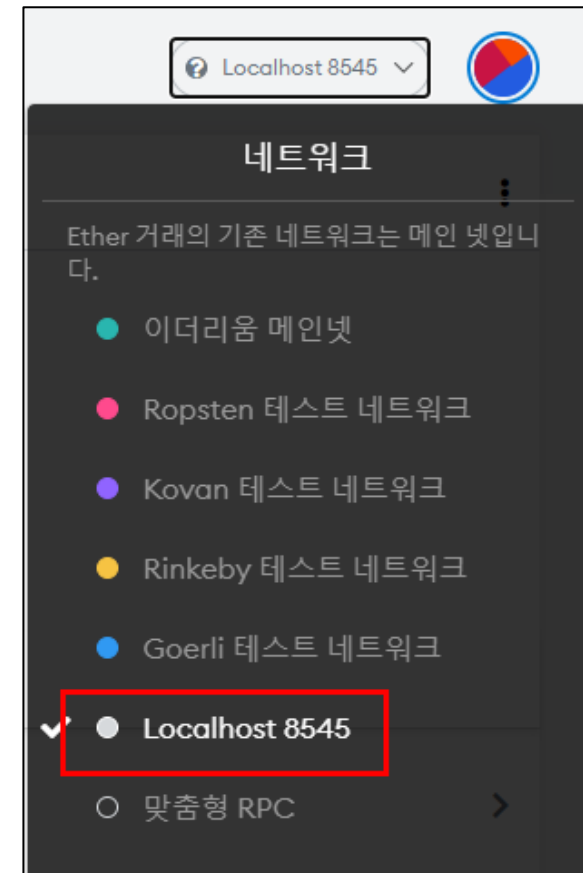 Localhost 8545
네트워크
Ether 거래의 기존 네트워크는 메인 넷입니
다.
이더리움 메인넷
Ropsten 테스트 네트워크
Kovan 테스트 네트워크
Rinkeby 테스트 네트워크
Goerli 테스트 네트워크
Localhost 8545
맞춤형 RPC